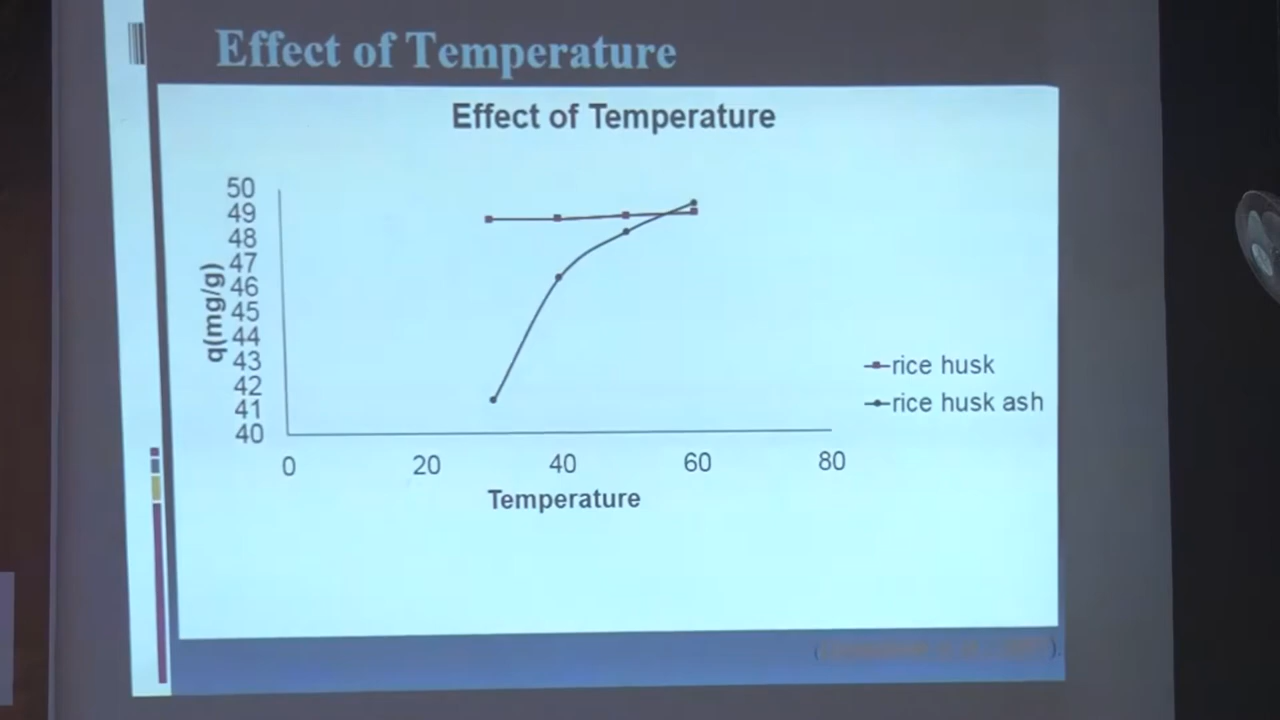 Effect of Temperature
Effect of Temperature
50
49
48
47
46
45
44
43
42
41
40
q(mg/g)
0 20 40 60 80
Temperature
rice husk
rice husk ash